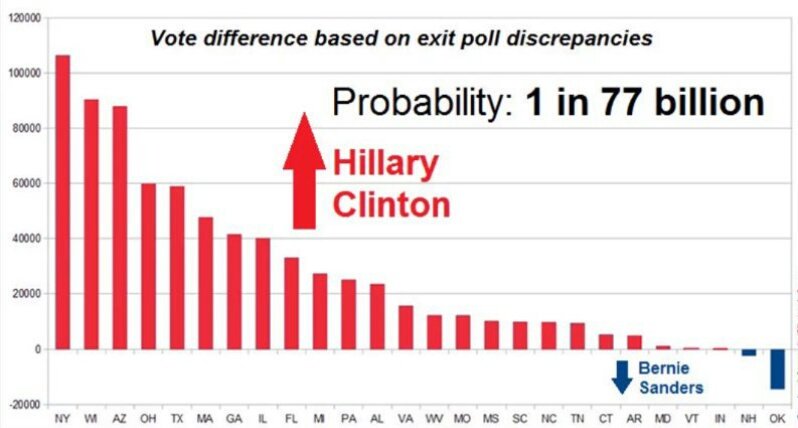 120000
Vote difference based on exit poll discrepancies
100000
Probability: 1 in 77 billion
80000
Hillary
Clinton
60000
40000
20000
0
Bernie
Sanders
-20000
NY WI AZ OH TX MA GA IL FL MI PA AL VA WV MO MS SC NC TN CT AR MD VT IN NH OK